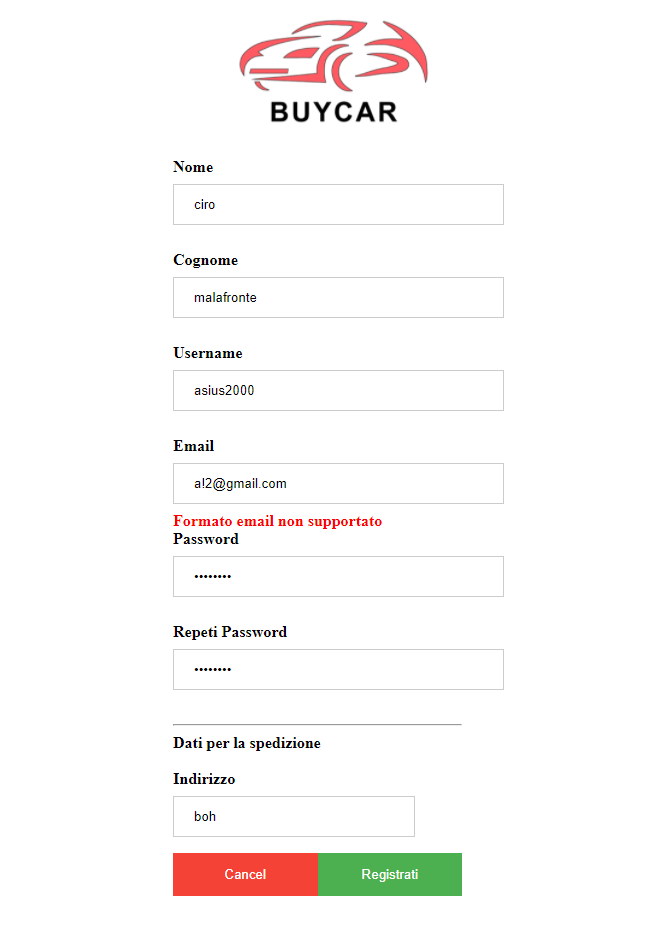 BUYCAR
Nome
ciro
Cognome
malafronte
Username
asius2000
Email
a!2@gmail.com
Formato email non supportato
Password
••••••••
Repeti Password
••••••••
Dati per la spedizione
Indirizzo
boh
Cancel Registrati